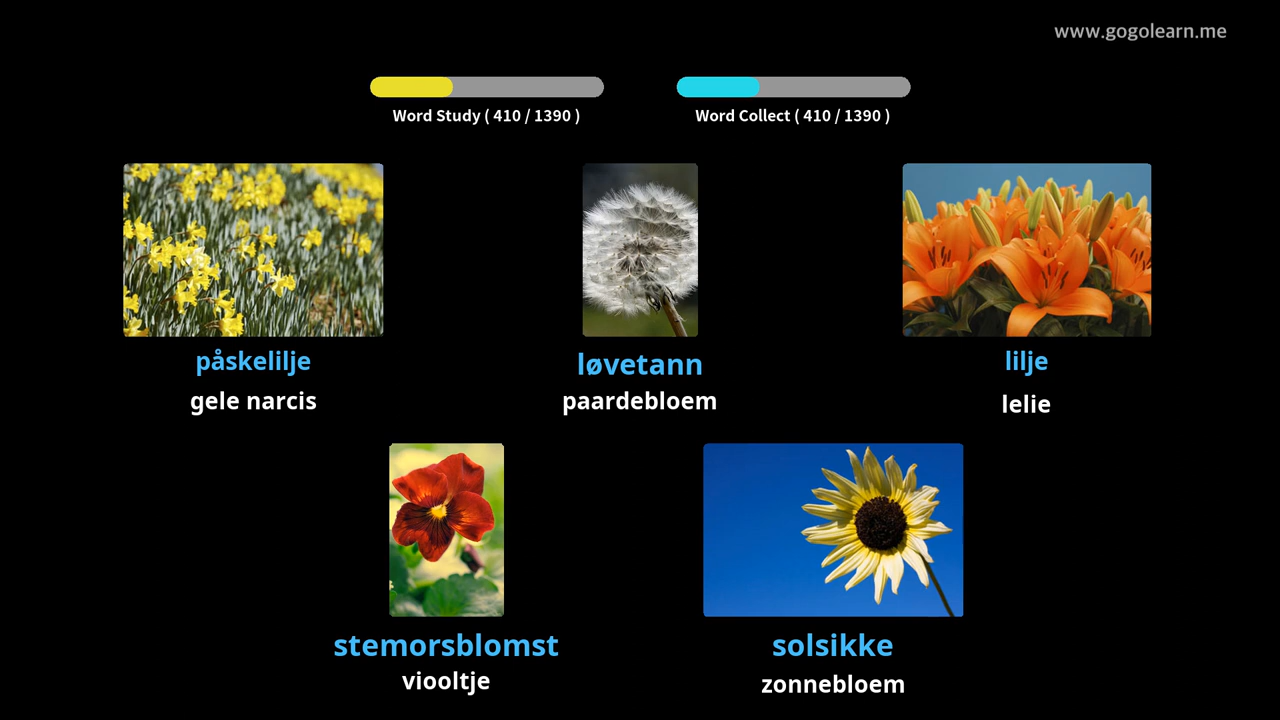 www.gogolearn.me
Word Study ( 410 / 1390 )
Word Collect ( 410 / 1390 )
påskelilje
gele narcis
løvetann
paardebloem
lilje
lelie
stemorsblomst
viooltje
solsikke
zonnebloem